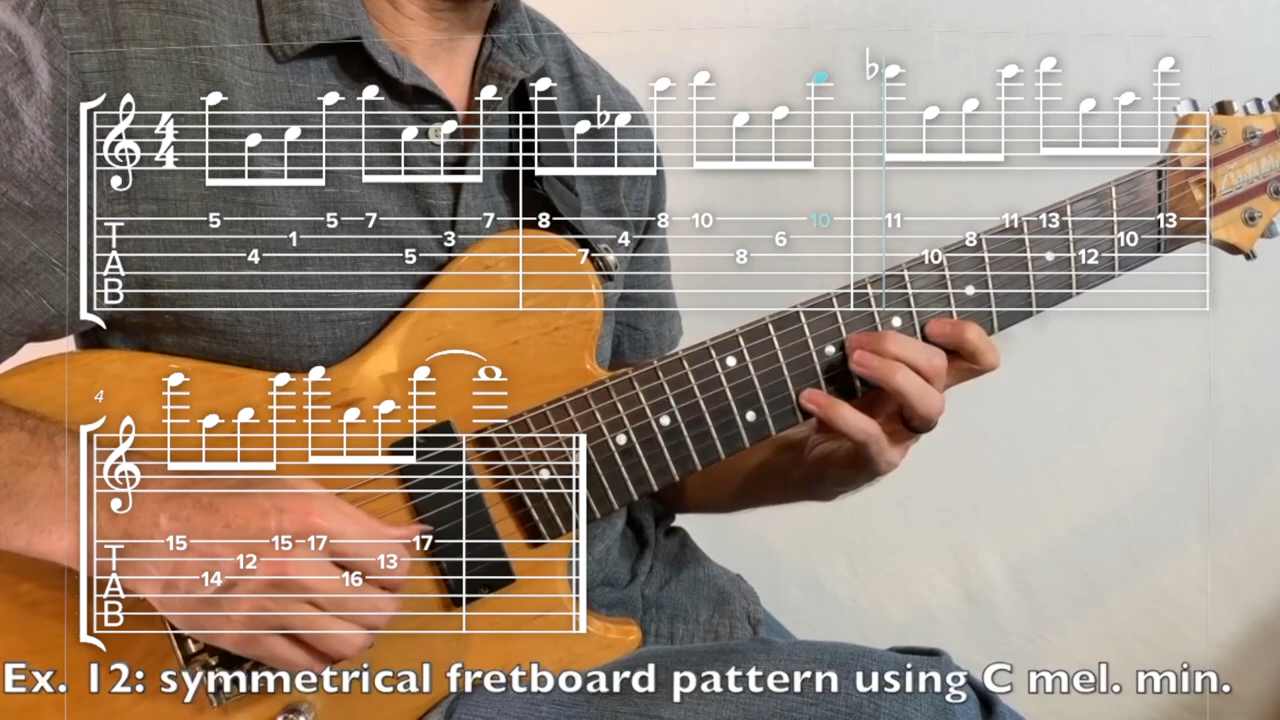 4 4
5 5 7 7 8 8 10 10 11 11 13 13
T 1 3 4 6 8 10
A 4 5 7 8 10 12
B
4
15 15 17 17
T 12 13
A 14 16
B
Ex. 12: symmetrical fretboard pattern using C mel. min.